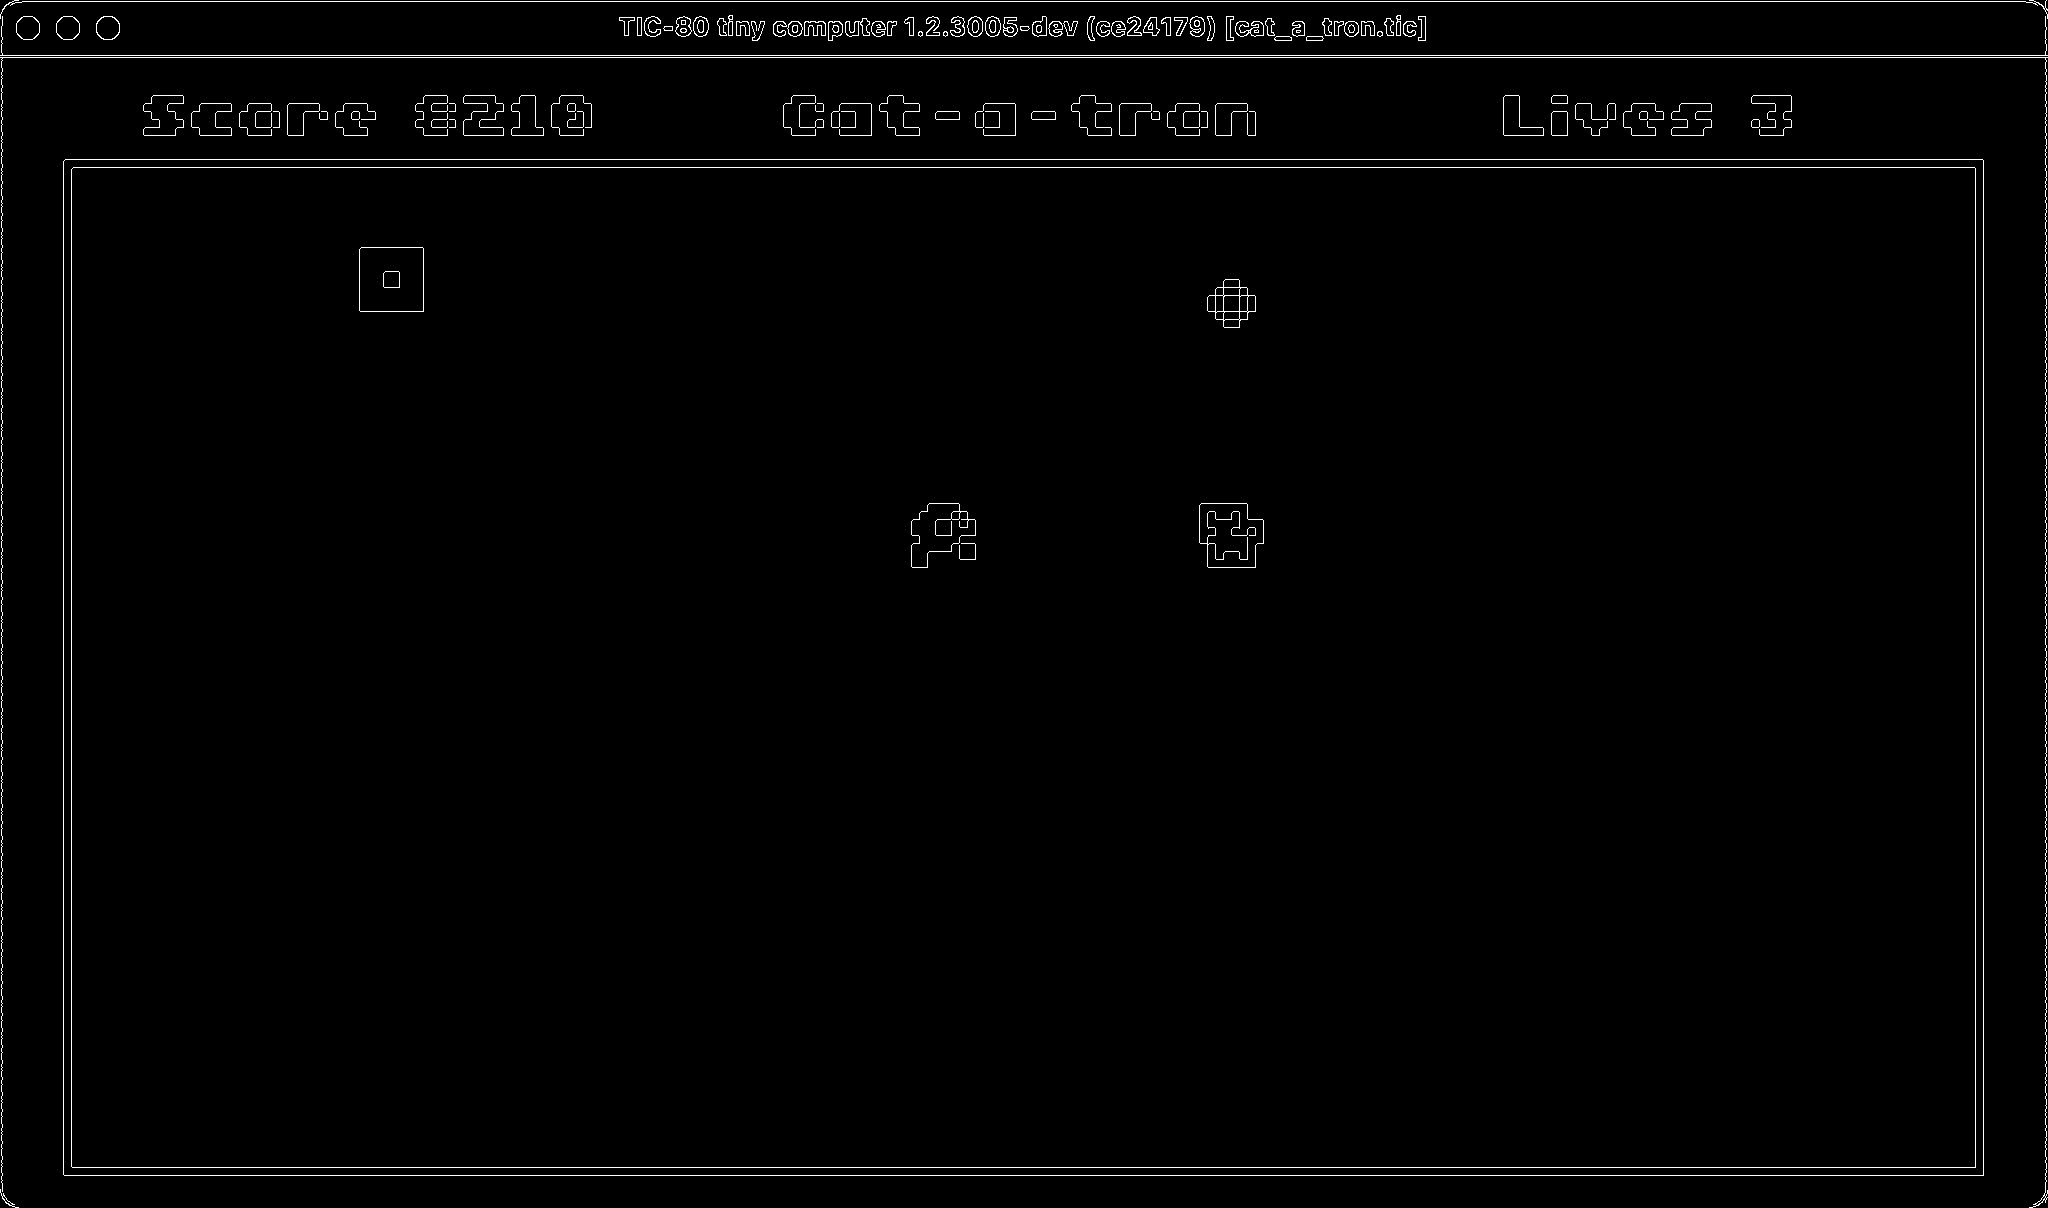 TIC-80 tiny computer 1.2.3005-dev (ce24179) [cat_a_tron.tic]
Score 8210 Cat-a-tron Lives 3